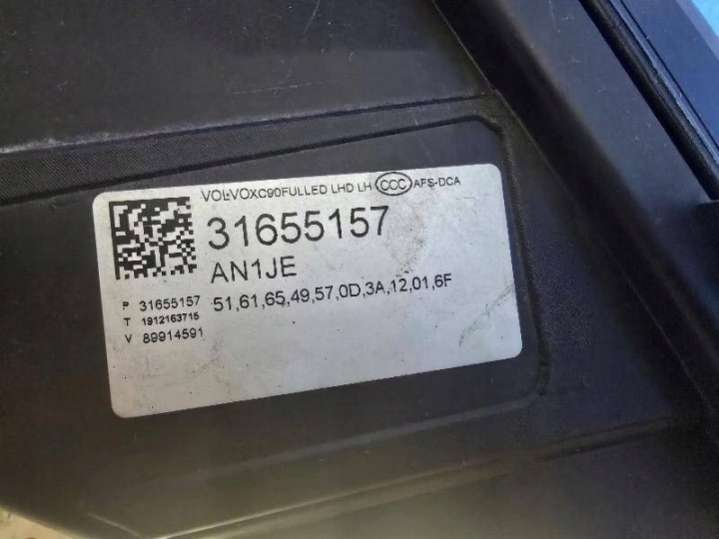 VOLVOXC90FULLED LHD LH CCC AFS-DCA
31655157
AN1JE
P 31655157 51,61,65,49,57,0D,3A,12,01,6F
T 1912163715
V 89914591